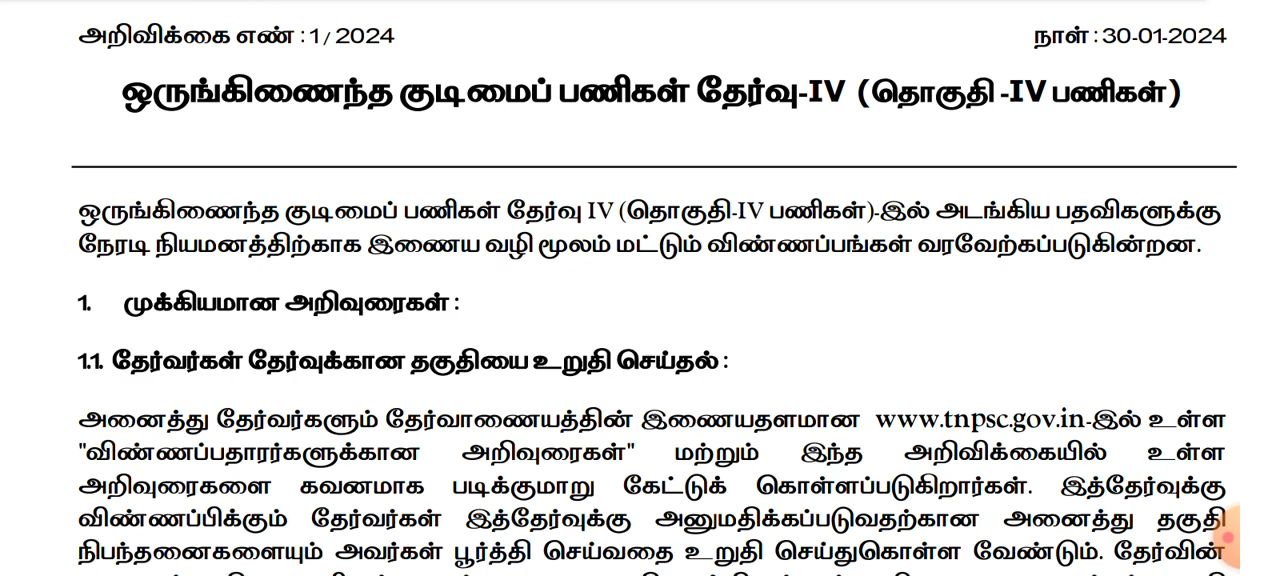 அறிவிக்கை எண் : 1/ 2024 நாள் : 30-01-2024
ஒருங்கிணைந்த குடிமைப் பணிகள் தேர்வு-IV (தொகுதி -IV பணிகள்)
ஒருங்கிணைந்த குடிமைப் பணிகள் தேர்வு IV (தொகுதி-IV பணிகள்)-இல் அடங்கிய பதவிகளுக்கு
நேரடி நியமனத்திற்காக இணைய வழி மூலம் மட்டும் விண்ணப்பங்கள் வரவேற்கப்படுகின்றன.
1. முக்கியமான அறிவுரைகள் :
1.1. தேர்வர்கள் தேர்வுக்கான தகுதியை உறுதி செய்தல் :
அனைத்து தேர்வர்களும் தேர்வாணையத்தின் இணையதளமான www.tnpsc.gov.in-இல் உள்ள
"விண்ணப்பதாரர்களுக்கான அறிவுரைகள்" மற்றும் இந்த அறிவிக்கையில் உள்ள
அறிவுரைகளை கவனமாக படிக்குமாறு கேட்டுக் கொள்ளப்படுகிறார்கள். இத்தேர்வுக்கு
விண்ணப்பிக்கும் தேர்வர்கள் இத்தேர்வுக்கு அனுமதிக்கப்படுவதற்கான அனைத்து தகுதி
நிபந்தனைகளையும் அவர்கள் பூர்த்தி செய்வதை உறுதி செய்துகொள்ள வேண்டும். தேர்வின்